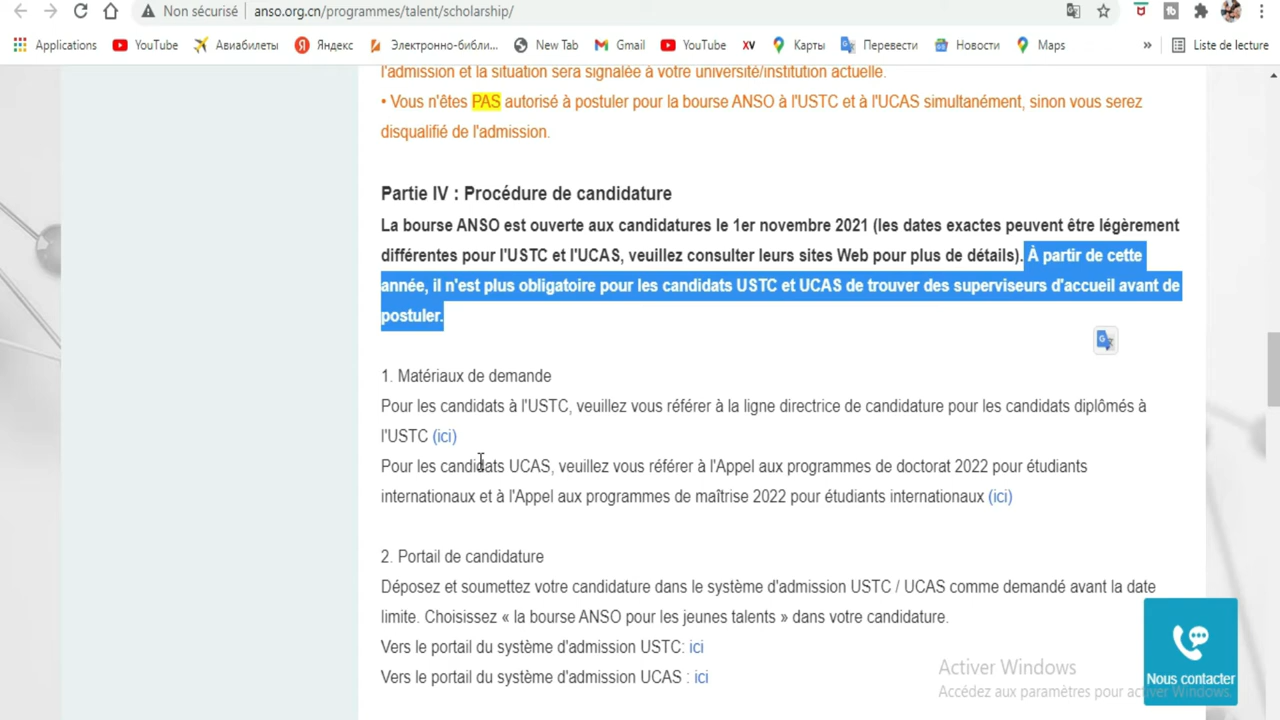 Non sécurisé anso.org.cn/programmes/talent/scholarship/
Applications YouTube Авиабилеты Яндекс Электронно-библи... New Tab Gmail YouTube XV Карты Перевести Новости Maps » Liste de lecture
l'admission et la situation sera signalée à votre université/institution actuelle.
• Vous n'êtes PAS autorisé à postuler pour la bourse ANSO à l'USTC et à l'UCAS simultanément, sinon vous serez
disqualifié de l'admission.
Partie IV : Procédure de candidature
La bourse ANSO est ouverte aux candidatures le 1er novembre 2021 (les dates exactes peuvent être légèrement
différentes pour l'USTC et l'UCAS, veuillez consulter leurs sites Web pour plus de détails). À partir de cette
année, il n'est plus obligatoire pour les candidats USTC et UCAS de trouver des superviseurs d'accueil avant de
postuler.
1. Matériaux de demande
Pour les candidats à l'USTC, veuillez vous référer à la ligne directrice de candidature pour les candidats diplômés à
l'USTC (ici)
Pour les candidats UCAS, veuillez vous référer à l'Appel aux programmes de doctorat 2022 pour étudiants
internationaux et à l'Appel aux programmes de maîtrise 2022 pour étudiants internationaux (ici)
2. Portail de candidature
Déposez et soumettez votre candidature dans le système d'admission USTC / UCAS comme demandé avant la date
limite. Choisissez « la bourse ANSO pour les jeunes talents » dans votre candidature.
Vers le portail du système d'admission USTC: ici
Vers le portail du système d'admission UCAS : ici
Nous contacter
Activer Windows
Accédez aux paramètres pour activer Windows.